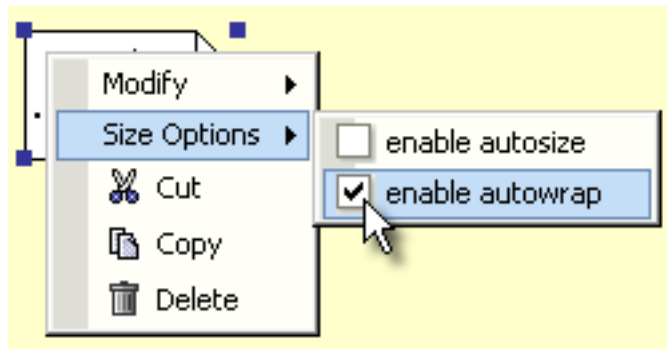 Modify
Size Options
enable autosize
enable autowrap
Cut
Copy
Delete